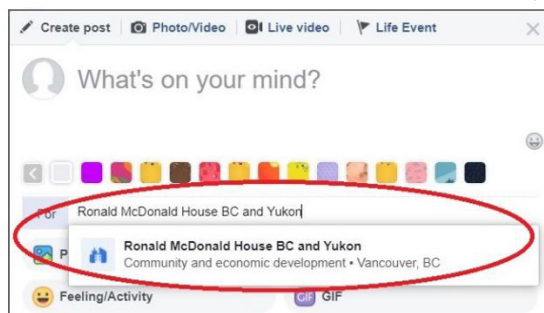 Create post Photo/Video Live video Life Event
What's on your mind?
For Ronald McDonald House BC and Yukon
P
Ronald McDonald House BC and Yukon
Community and economic development • Vancouver, BC
Feeling/Activity GIF GIF